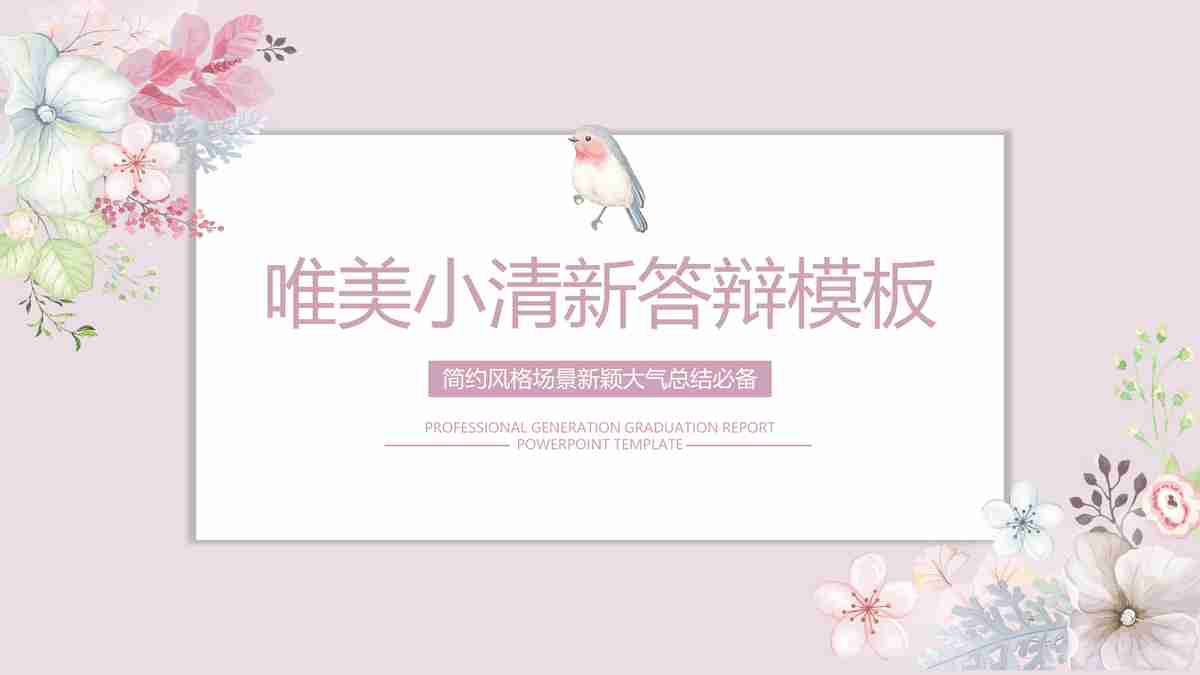 唯美小清新答辩模板
简约风格场景新颖大气总结必备
PROFESSIONAL GENERATION GRADUATION REPORT
POWERPOINT TEMPLATE